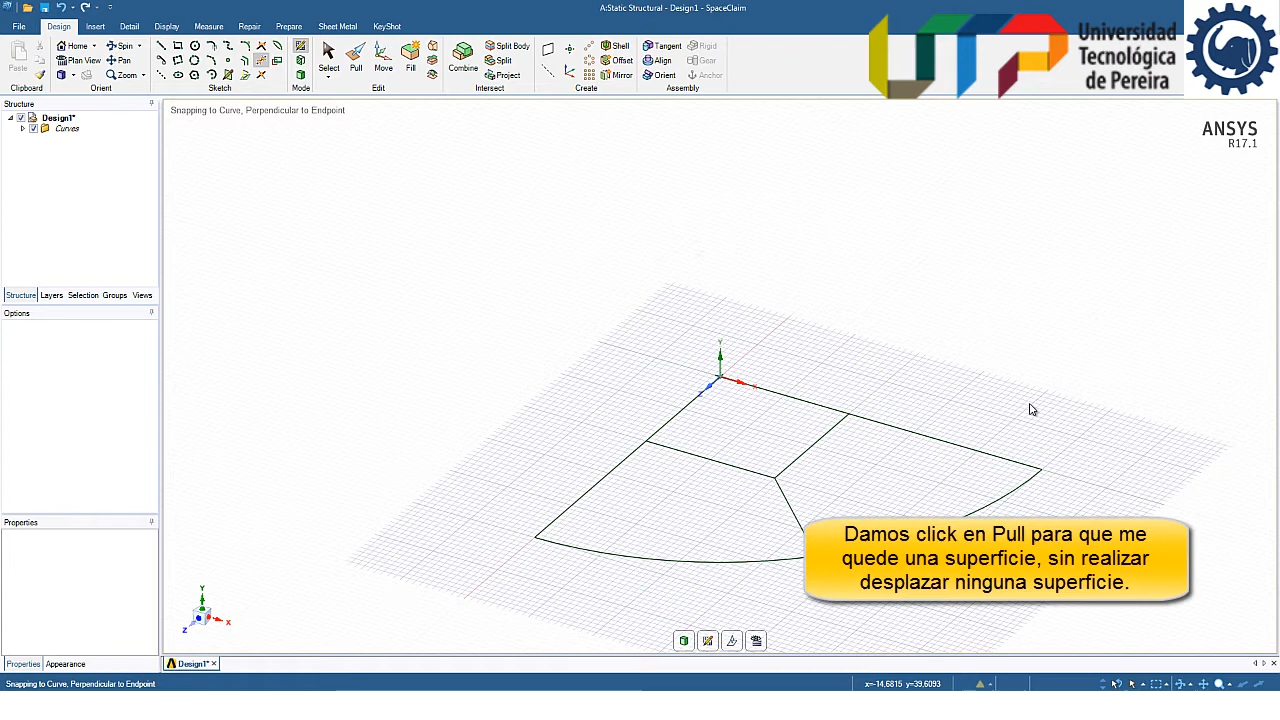 A:Static Structural - Design1 - SpaceClaim
File Design Insert Detail Display Measure Repair Prepare Sheet Metal KeyShot
Paste
Home Spin
Plan View Pan
Zoom
Select Pull Move Fill
Combine
Split Body
Split
Project
Shell
Offset
Mirror
Tangent Rigid
Align Gear
Orient Anchor
Clipboard Orient Sketch Mode Edit Intersect Create Assembly
Universidad
Tecnológica
de Pereira
Structure
Design1*
Curves
Structure Layers Selection Groups Views
Options
Properties
Properties Appearance
Snapping to Curve, Perpendicular to Endpoint
ANSYS
R17.1
Y
X
Z
Damos click en Pull para que me
quede una superficie, sin realizar
desplazar ninguna superficie.
Y
X
Z
Design1*
Snapping to Curve, Perpendicular to Endpoint
x=-14,6815 y=39,6093